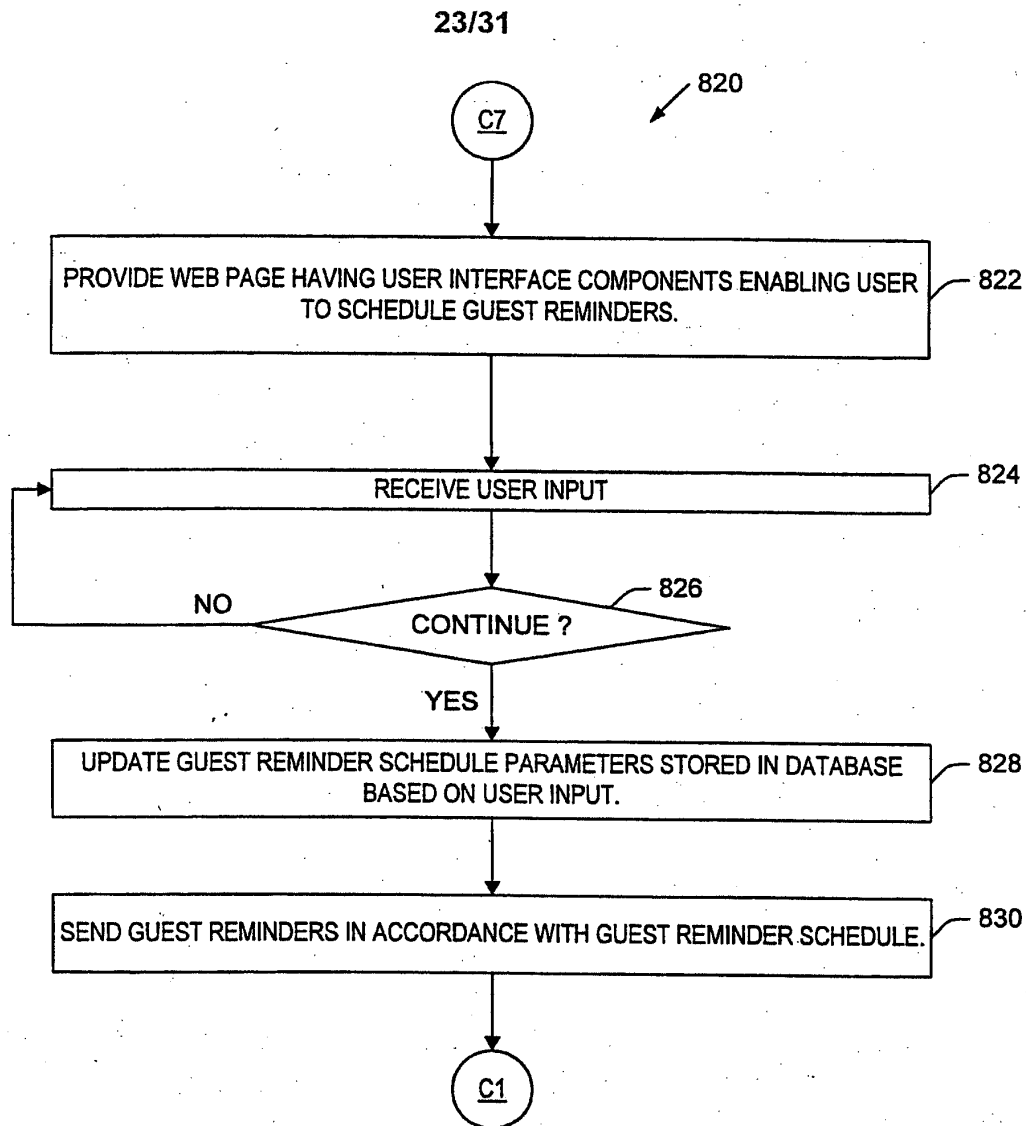 23/31
820
C7
PROVIDE WEB PAGE HAVING USER INTERFACE COMPONENTS ENABLING USER
TO SCHEDULE GUEST REMINDERS.
822
824
RECEIVE USER INPUT
826
NO
CONTINUE ?
YES
UPDATE GUEST REMINDER SCHEDULE PARAMETERS STORED IN DATABASE
BASED ON USER INPUT.
828
SEND GUEST REMINDERS IN ACCORDANCE WITH GUEST REMINDER SCHEDULE.
830
C1